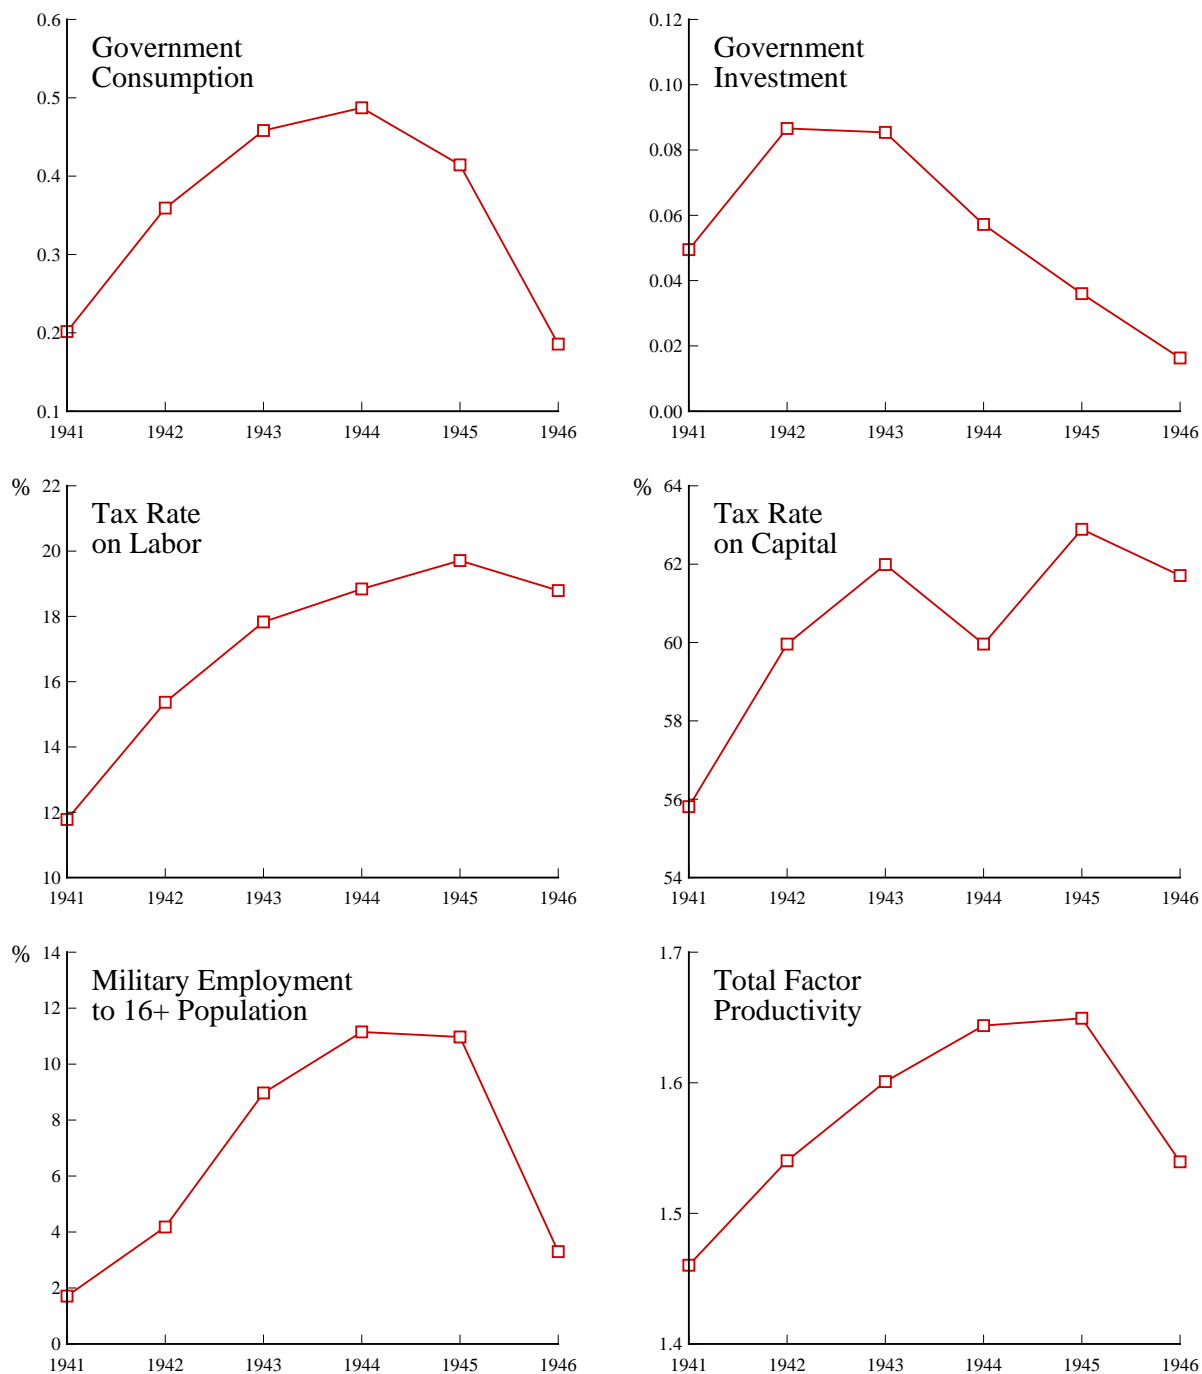 Government
Consumption
0.6
0.5
0.4
0.3
0.2
0.1
1941 1942 1943 1944 1945 1946
Government
Investment
0.12
0.10
0.08
0.06
0.04
0.02
0.00
1941 1942 1943 1944 1945 1946
Tax Rate
on Labor
% 22
20
18
16
14
12
10
1941 1942 1943 1944 1945 1946
Tax Rate
on Capital
% 64
62
60
58
56
54
1941 1942 1943 1944 1945 1946
Military Employment
to 16+ Population
% 14
12
10
8
6
4
2
0
1941 1942 1943 1944 1945 1946
Total Factor
Productivity
1.7
1.6
1.5
1.4
1941 1942 1943 1944 1945 1946